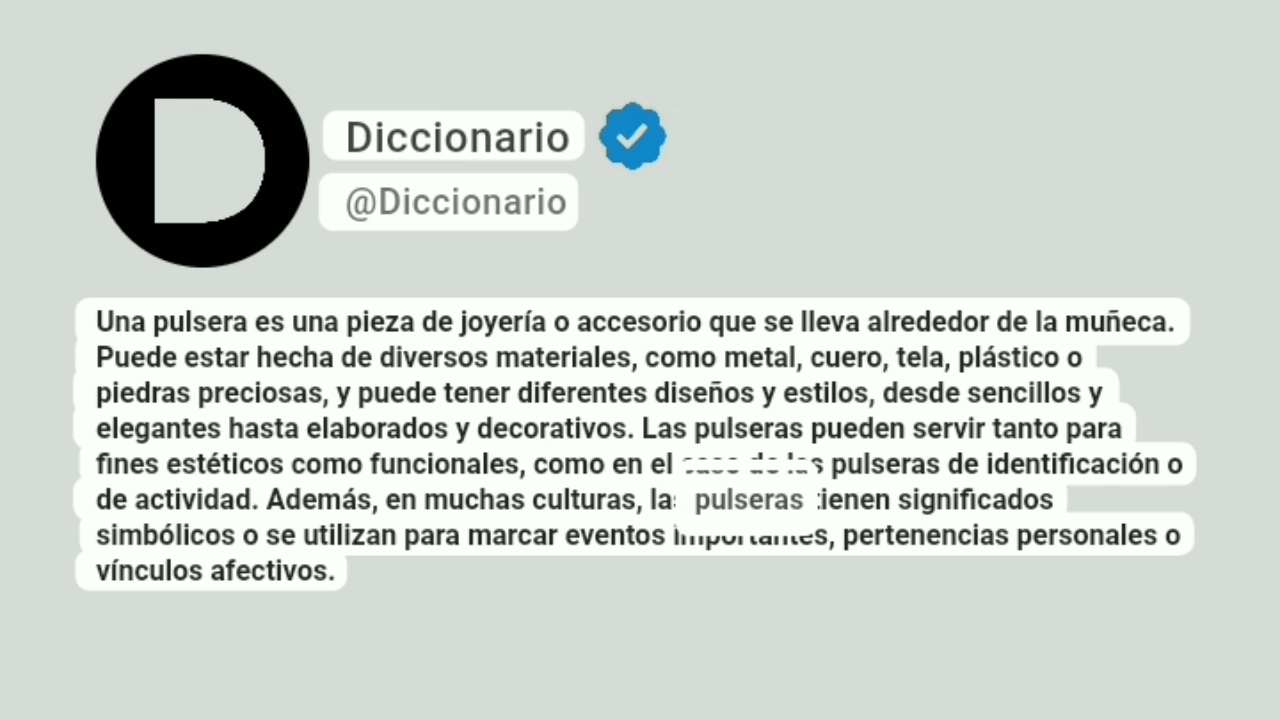 D
Diccionario
@Diccionario
Una pulsera es una pieza de joyería o accesorio que se lleva alrededor de la muñeca.
Puede estar hecha de diversos materiales, como metal, cuero, tela, plástico o
piedras preciosas, y puede tener diferentes diseños y estilos, desde sencillos y
elegantes hasta elaborados y decorativos. Las pulseras pueden servir tanto para
fines estéticos como funcionales, como en el caso de las pulseras de identificación o
de actividad. Además, en muchas culturas, las pulseras tienen significados
simbólicos o se utilizan para marcar eventos importantes, pertenencias personales o
vínculos afectivos.